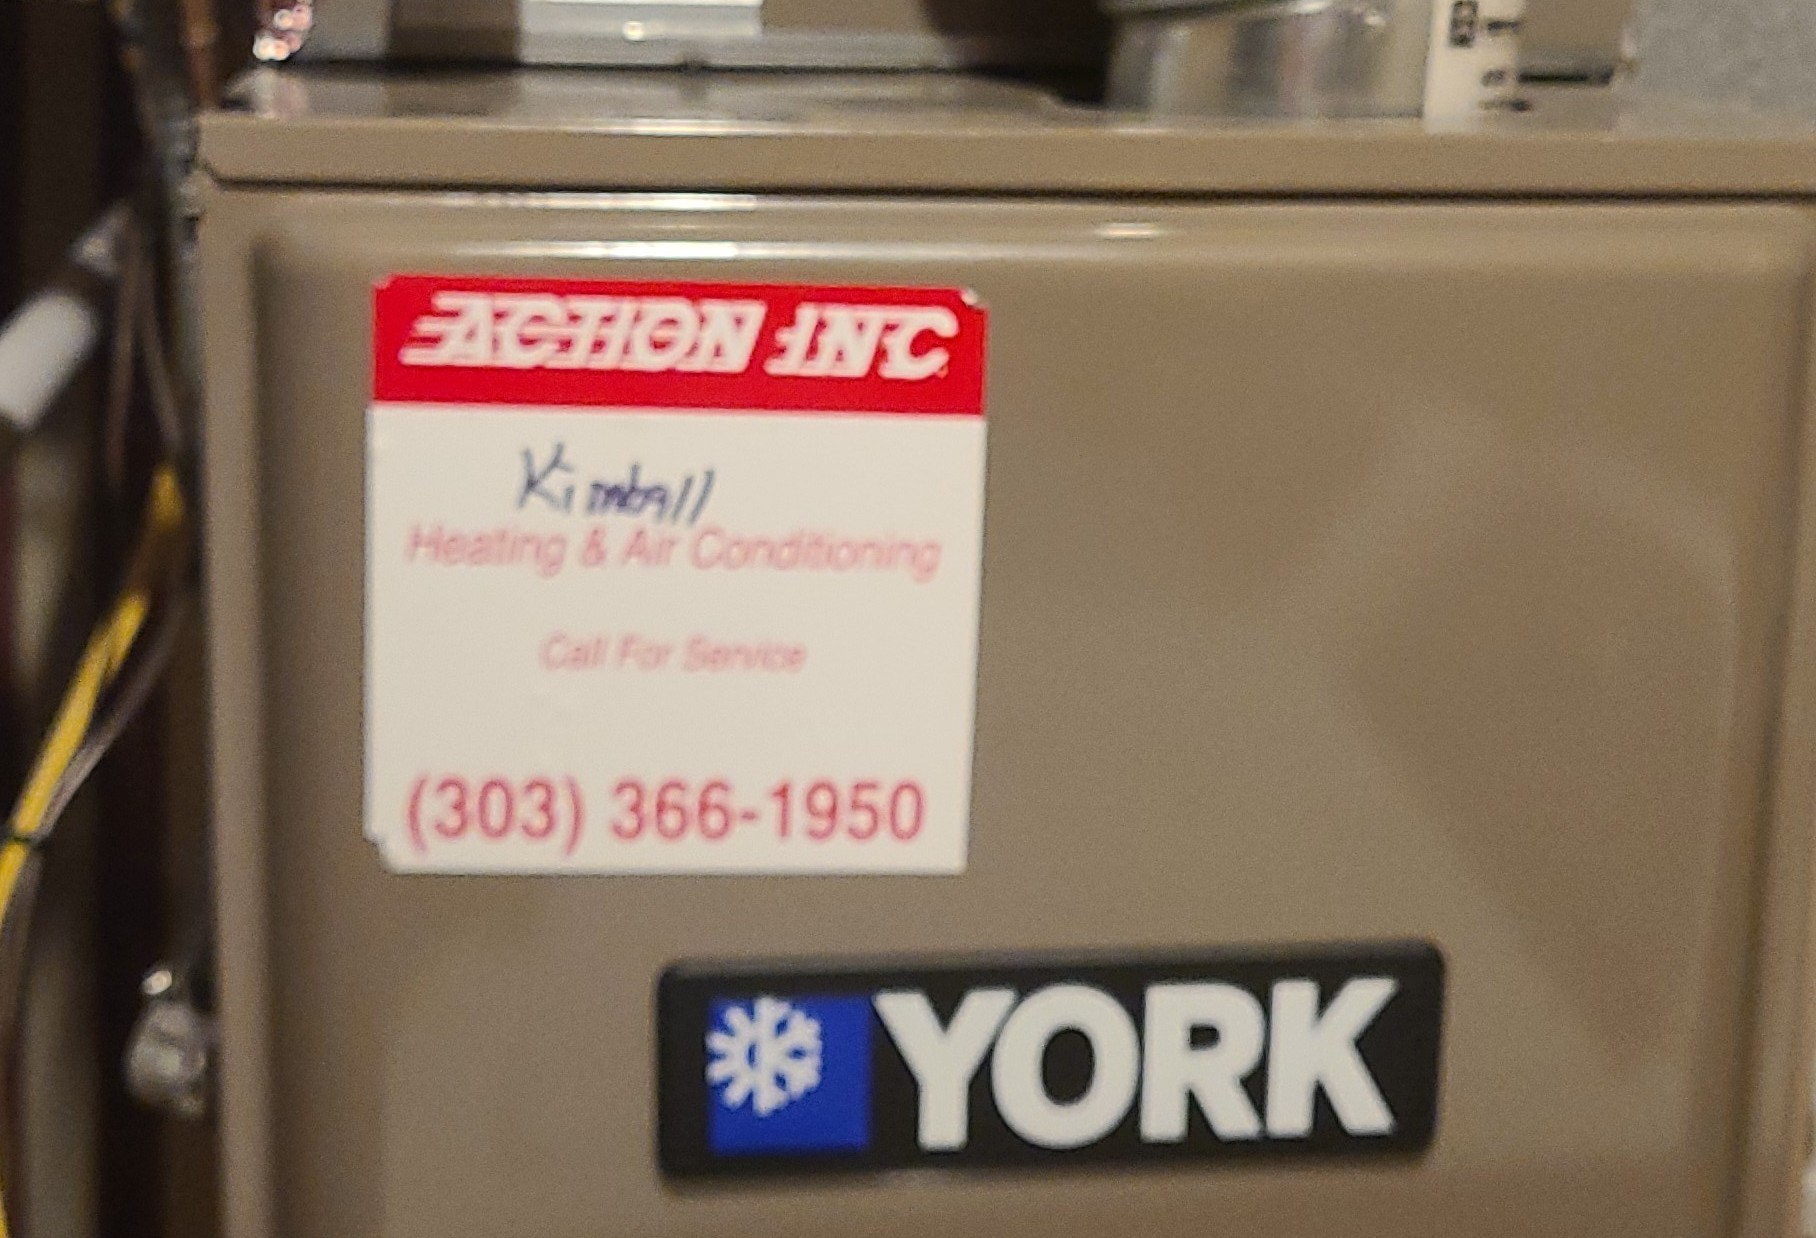 ACTION INC
Kimball
Heating & Air Conditioning
Call For Service
(303) 366-1950
YORK